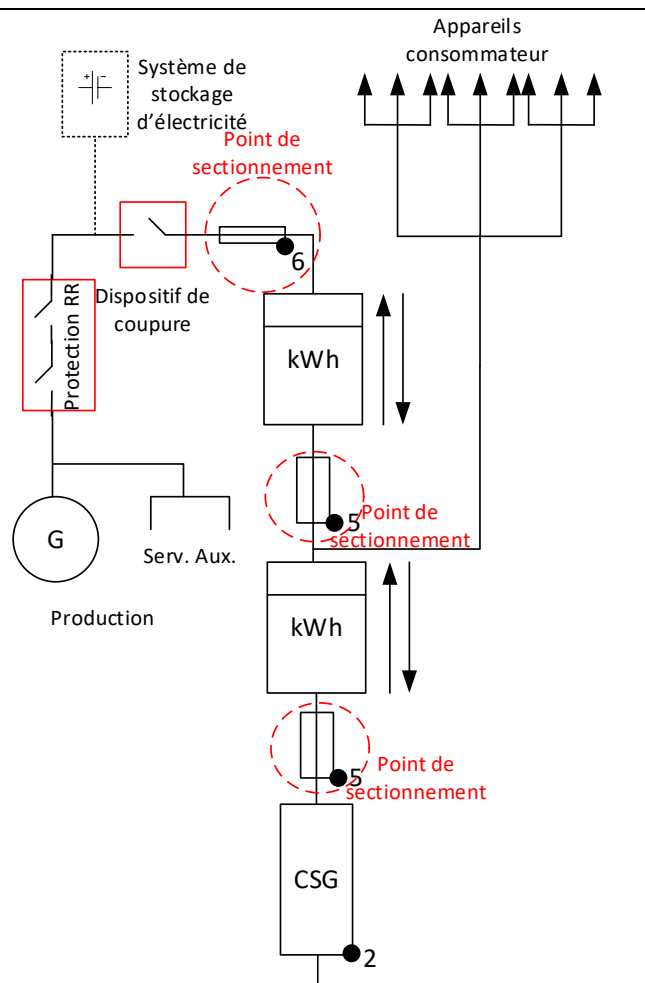 Appareils
consommateur
Système de
stockage
d'électricité
+ -
Point de
sectionnement
6
Dispositif de
coupure
Protection RR
kWh
5
Point de
sectionnement
G
Serv. Aux.
Production
kWh
Point de
sectionnement
5
CSG
2